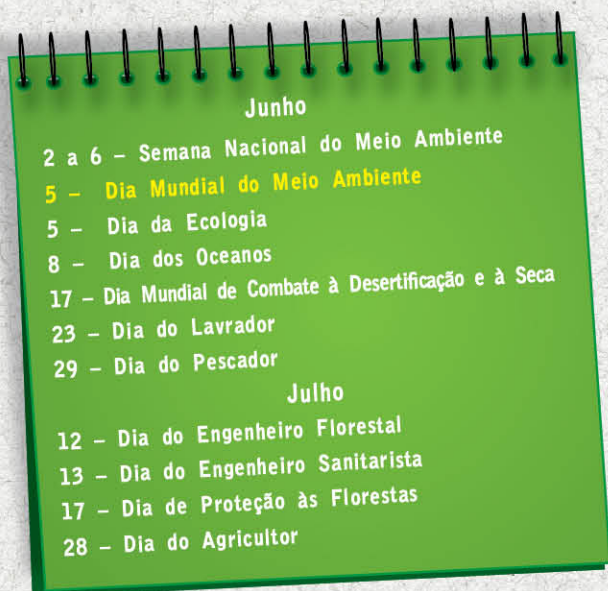 Junho
2 a 6 – Semana Nacional do Meio Ambiente
5 – Dia Mundial do Meio Ambiente
5 – Dia da Ecologia
8 – Dia dos Oceanos
17 – Dia Mundial de Combate à Desertificação e à Seca
23 – Dia do Lavrador
29 – Dia do Pescador
Julho
12 – Dia do Engenheiro Florestal
13 – Dia do Engenheiro Sanitarista
17 – Dia de Proteção às Florestas
28 – Dia do Agricultor